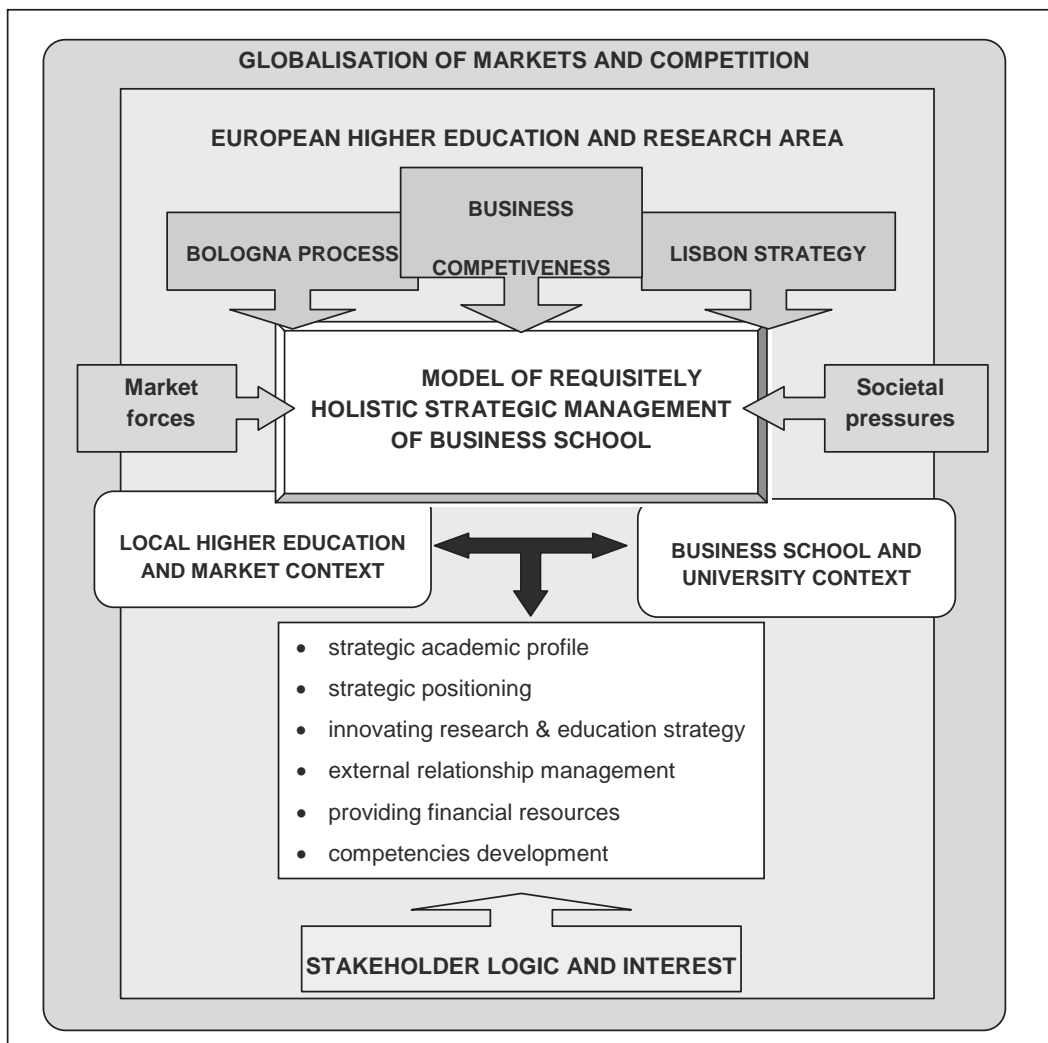 GLOBALISATION OF MARKETS AND COMPETITION
EUROPEAN HIGHER EDUCATION AND RESEARCH AREA
BOLOGNA PROCESS
BUSINESS
COMPETIVENESS
LISBON STRATEGY
Market
forces
MODEL OF REQUISITELY
HOLISTIC STRATEGIC MANAGEMENT
OF BUSINESS SCHOOL
Societal
pressures
LOCAL HIGHER EDUCATION
AND MARKET CONTEXT
BUSINESS SCHOOL AND
UNIVERSITY CONTEXT
• strategic academic profile
• strategic positioning
• innovating research & education strategy
• external relationship management
• providing financial resources
• competencies development
STAKEHOLDER LOGIC AND INTEREST